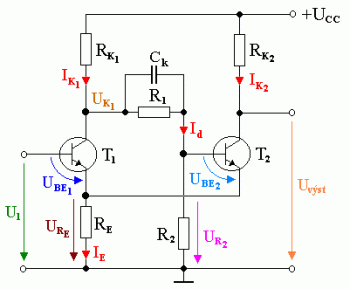 +U_CC
R_K1
C_k
R_K2
I_K1
U_K1
R_1
I_K2
I_d
T_1
T_2
U_BE1
U_BE2
U_1
U_RE
R_E
R_2
U_R2
U_výst
I_E